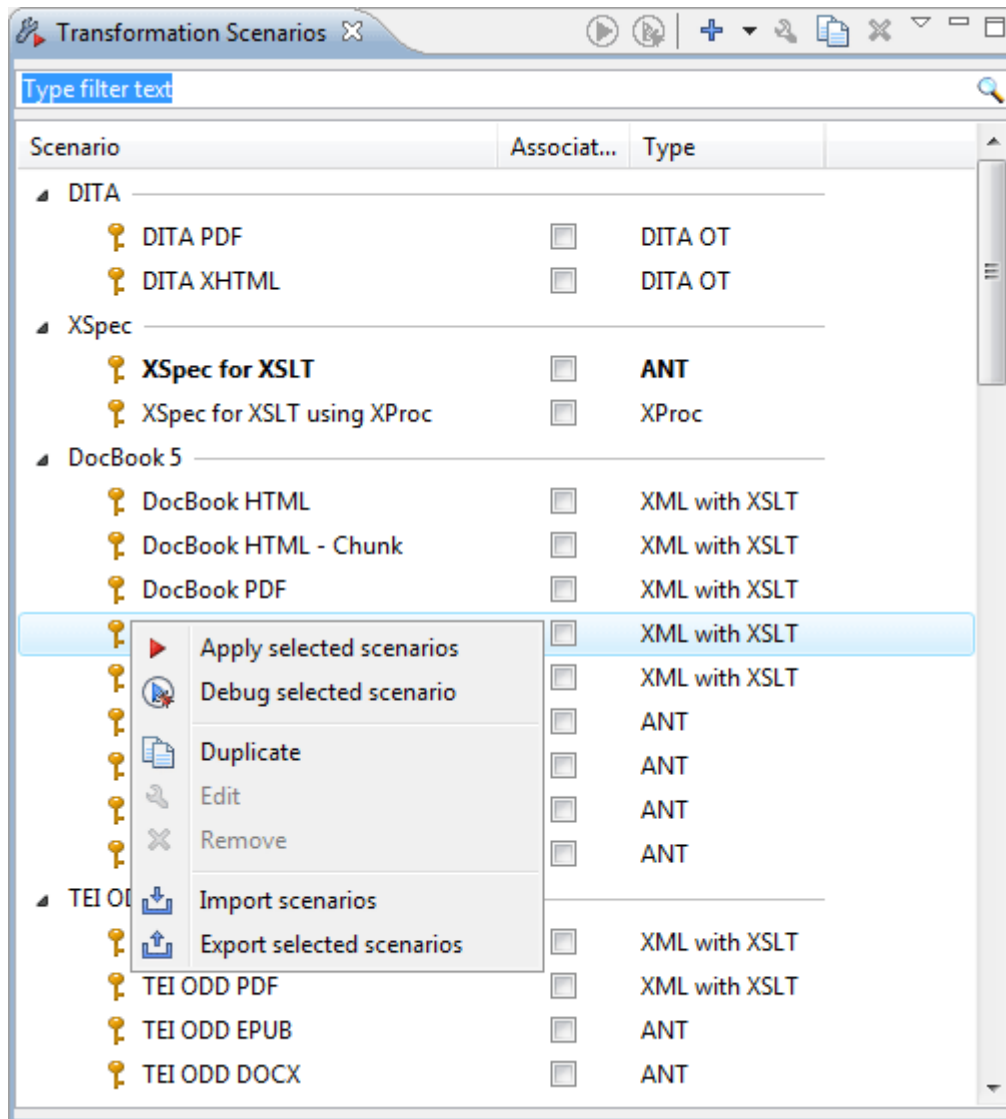 Transformation Scenarios
Type filter text
Scenario Associat... Type
DITA
DITA PDF DITA OT
DITA XHTML DITA OT
XSpec
XSpec for XSLT ANT
XSpec for XSLT using XProc XProc
DocBook 5
DocBook HTML XML with XSLT
DocBook HTML - Chunk XML with XSLT
DocBook PDF XML with XSLT
XML with XSLT
XML with XSLT
ANT
ANT
ANT
ANT
Apply selected scenarios
Debug selected scenario
Duplicate
Edit
Remove
Import scenarios
Export selected scenarios
TEI
XML with XSLT
TEI ODD PDF XML with XSLT
TEI ODD EPUB ANT
TEI ODD DOCX ANT